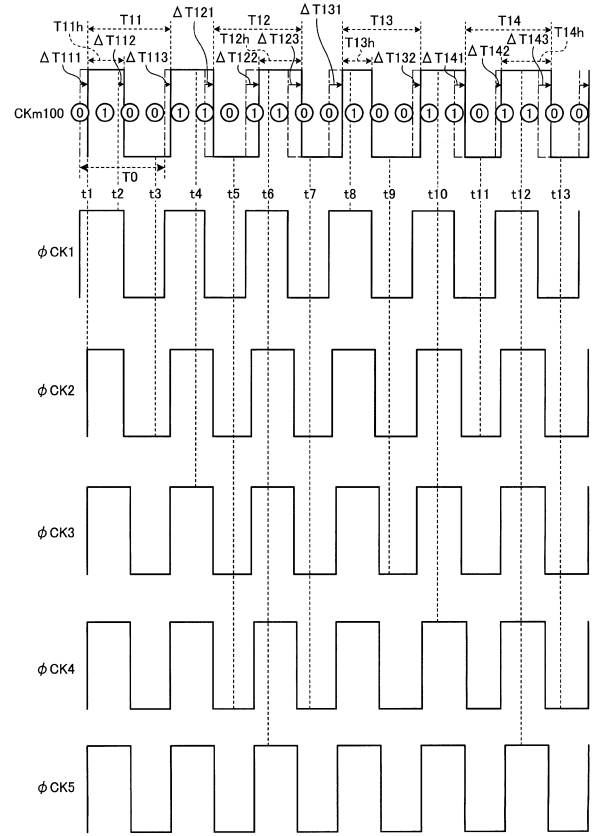 T11h T11 ΔT121 T12 ΔT131 T13 T14
ΔT112 T12h ΔT123 T13h ΔT143 T14h
ΔT111 ΔT113 ΔT122 ΔT132 ΔT141 ΔT142
CKm100 0 1 0 0 1 1 0 1 1 0 0 1 0 0 1 1 0 1 1 0 0
T0
t1 t2 t3 t4 t5 t6 t7 t8 t9 t10 t11 t12 t13
φCK1
φCK2
φCK3
φCK4
φCK5